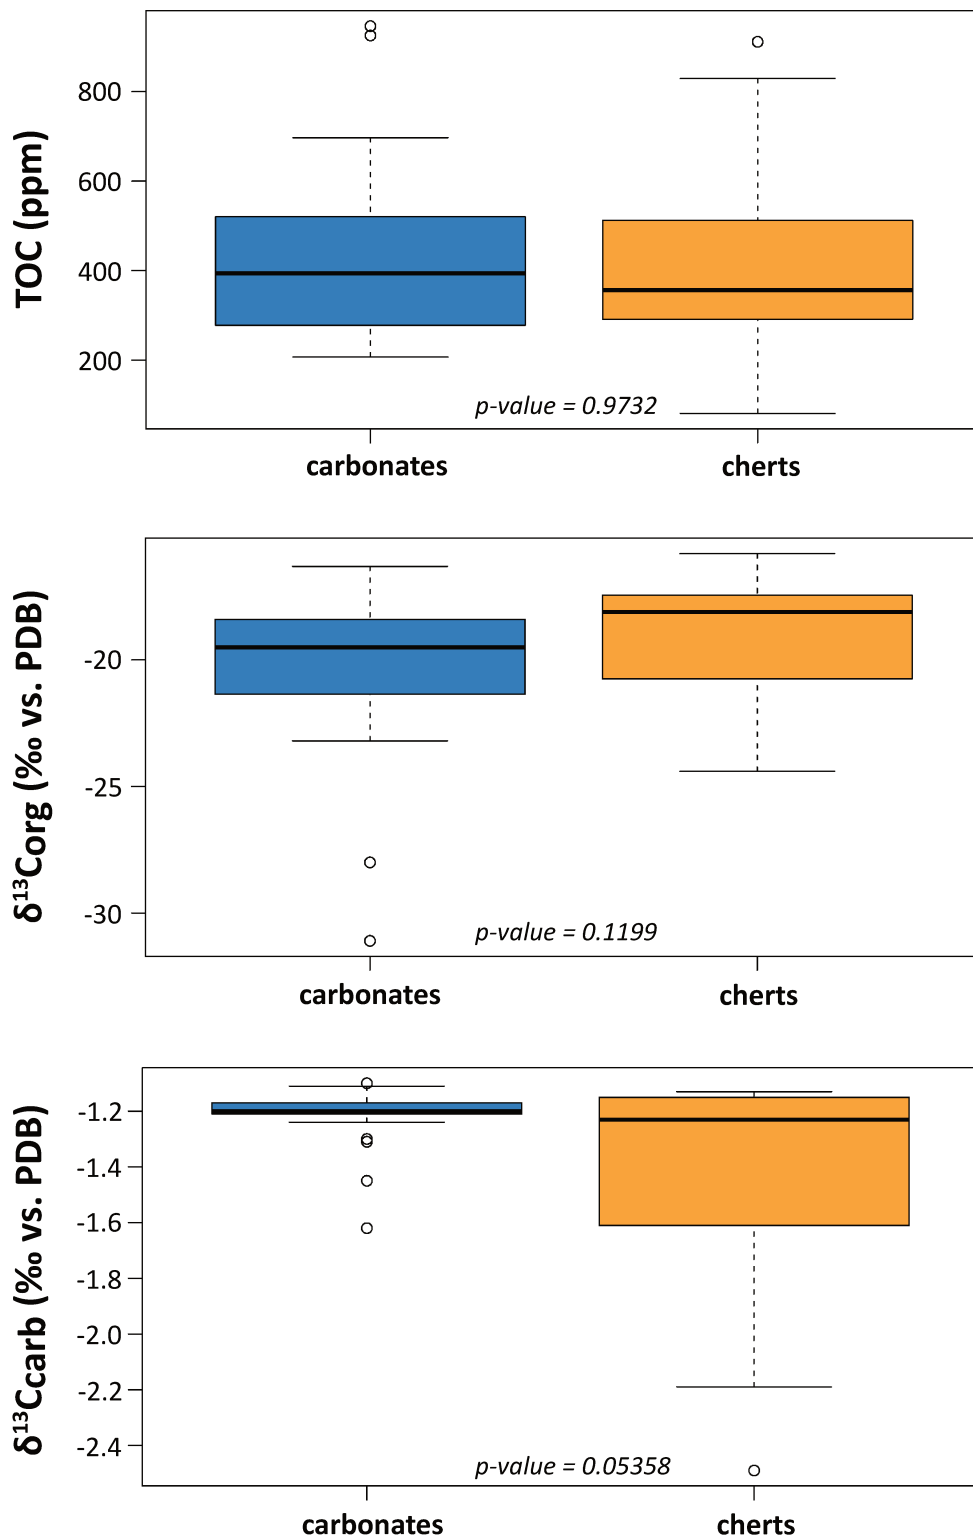 TOC (ppm)
800
600
400
200
p-value = 0.9732
carbonates
cherts
δ¹³Corg (‰ vs. PDB)
-20
-25
-30
p-value = 0.1199
carbonates
cherts
δ¹³Ccarb (‰ vs. PDB)
-1.2
-1.4
-1.6
-1.8
-2.0
-2.2
-2.4
p-value = 0.05358
carbonates
cherts